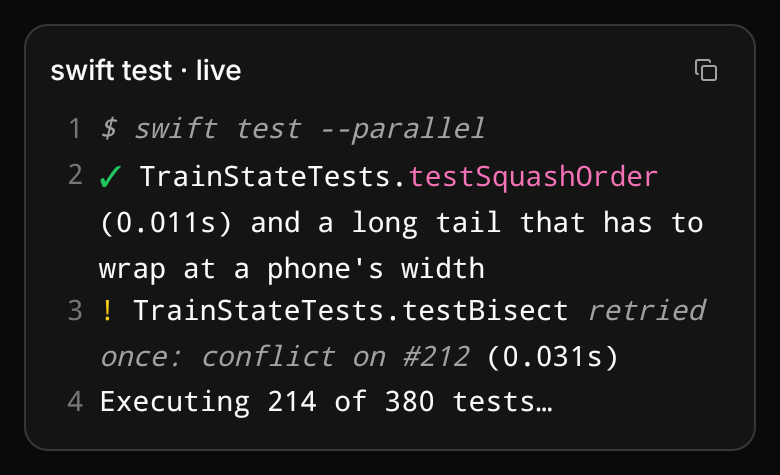 swift test · live
1 $ swift test --parallel
2 ✓ TrainStateTests.testSquashOrder
(0.011s) and a long tail that has to
wrap at a phone's width
3 ! TrainStateTests.testBisect retried
once: conflict on #212 (0.031s)
4 Executing 214 of 380 tests…